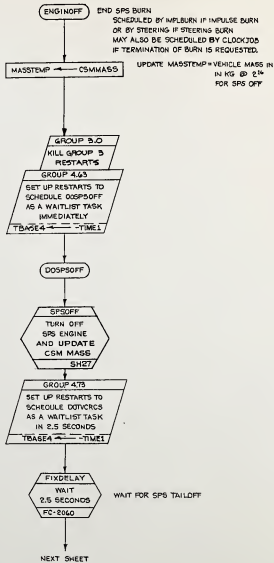 ENGINOFF
END SPS BURN
SCHEDULED BY IMPLBURN IF IMPULSE BURN
OR BY STEERING IF STEERING BURN
MAY ALSO BE SCHEDULED BY CLOCKJOB
IF TERMINATION OF BURN IS REQUESTED.
MASSTEMP ← CSMMASS
UPDATE MASSTEMP = VEHICLE MASS IN
IN KG @ 2¹⁶
FOR SPS OFF
GROUP 3.0
KILL GROUP 3
RESTARTS
GROUP 4.63
SET UP RESTARTS TO
SCHEDULE DOSPSOFF
AS A WAITLIST TASK
IMMEDIATELY
TBASE4 ← -TIME1
DOSPSOFF
SPSOFF
TURN OFF
SPS ENGINE
AND UPDATE
CSM MASS
SH27
GROUP 4.73
SET UP RESTARTS TO
SCHEDULE DOTVCRCS
AS A WAITLIST TASK
IN 2.5 SECONDS
TBASE4 ← -TIME1
FIXDELAY
WAIT
2.5 SECONDS
FC-2060
WAIT FOR SPS TAILOFF
NEXT SHEET